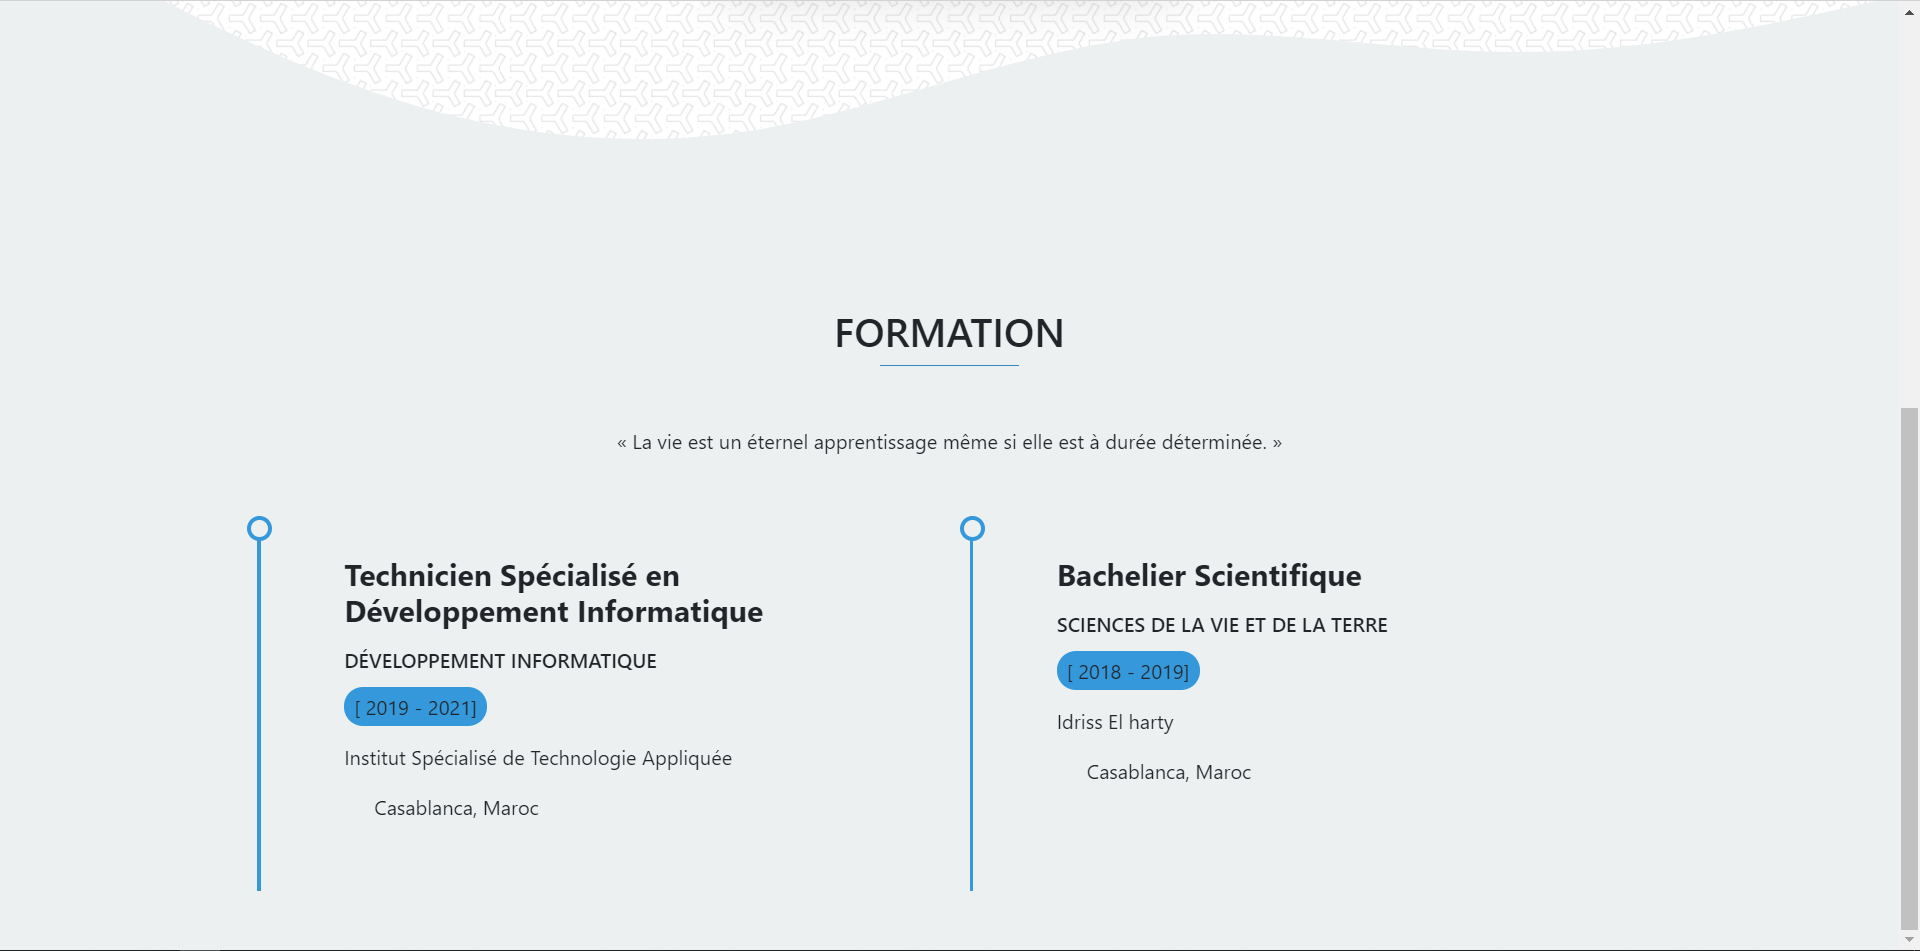 FORMATION
« La vie est un éternel apprentissage même si elle est à durée déterminée. »
Technicien Spécialisé en
Développement Informatique
DÉVELOPPEMENT INFORMATIQUE
[ 2019 - 2021]
Institut Spécialisé de Technologie Appliquée
Casablanca, Maroc
Bachelier Scientifique
SCIENCES DE LA VIE ET DE LA TERRE
[ 2018 - 2019]
Idriss El harty
Casablanca, Maroc